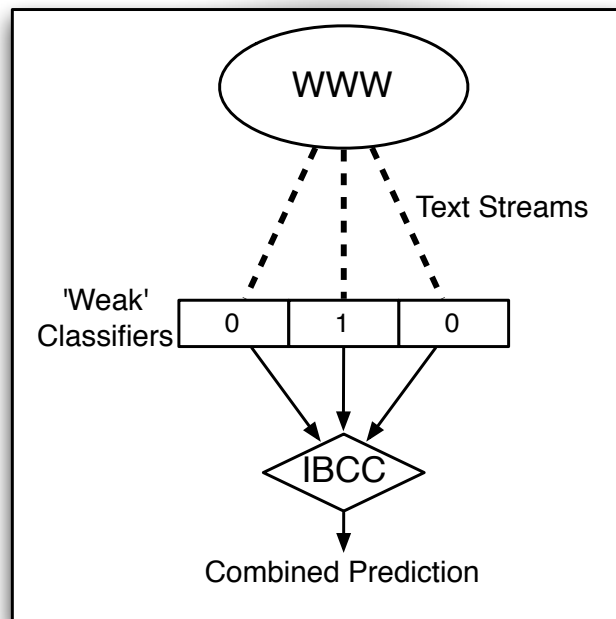 WWW
Text Streams
'Weak'
Classifiers
0 1 0
IBCC
Combined Prediction